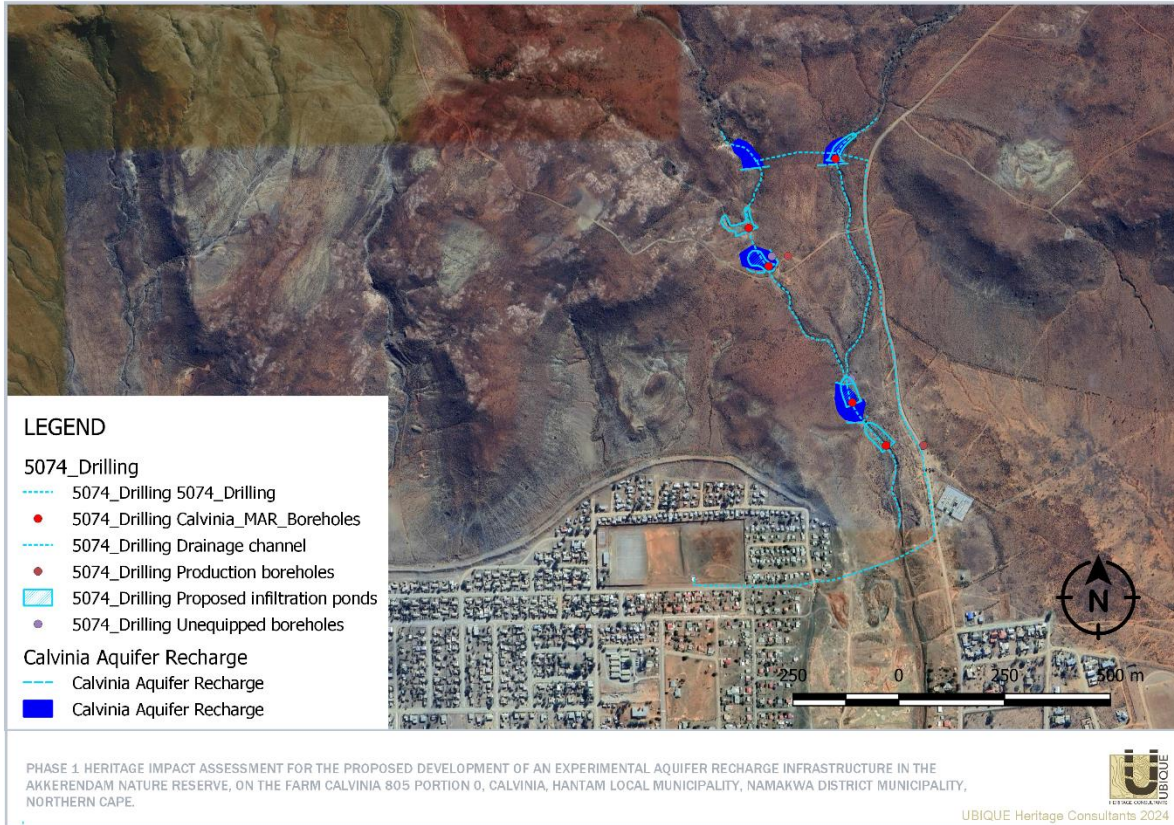 LEGEND
5074_Drilling
5074_Drilling 5074_Drilling
5074_Drilling Calvinia_MAR_Boreholes
5074_Drilling Drainage channel
5074_Drilling Production boreholes
5074_Drilling Proposed infiltration ponds
5074_Drilling Unequipped boreholes
Calvinia Aquifer Recharge
Calvinia Aquifer Recharge
Calvinia Aquifer Recharge
N
250 0 250 500 m
PHASE 1 HERITAGE IMPACT ASSESSMENT FOR THE PROPOSED DEVELOPMENT OF AN EXPERIMENTAL AQUIFER RECHARGE INFRASTRUCTURE IN THE
AKKERENDAM NATURE RESERVE, ON THE FARM CALVINIA 805 PORTION 0, CALVINIA, HANTAM LOCAL MUNICIPALITY, NAMAKWA DISTRICT MUNICIPALITY,
NORTHERN CAPE.
UBIQUE
HERITAGE CONSULTANTS
UBIQUE Heritage Consultants 2024